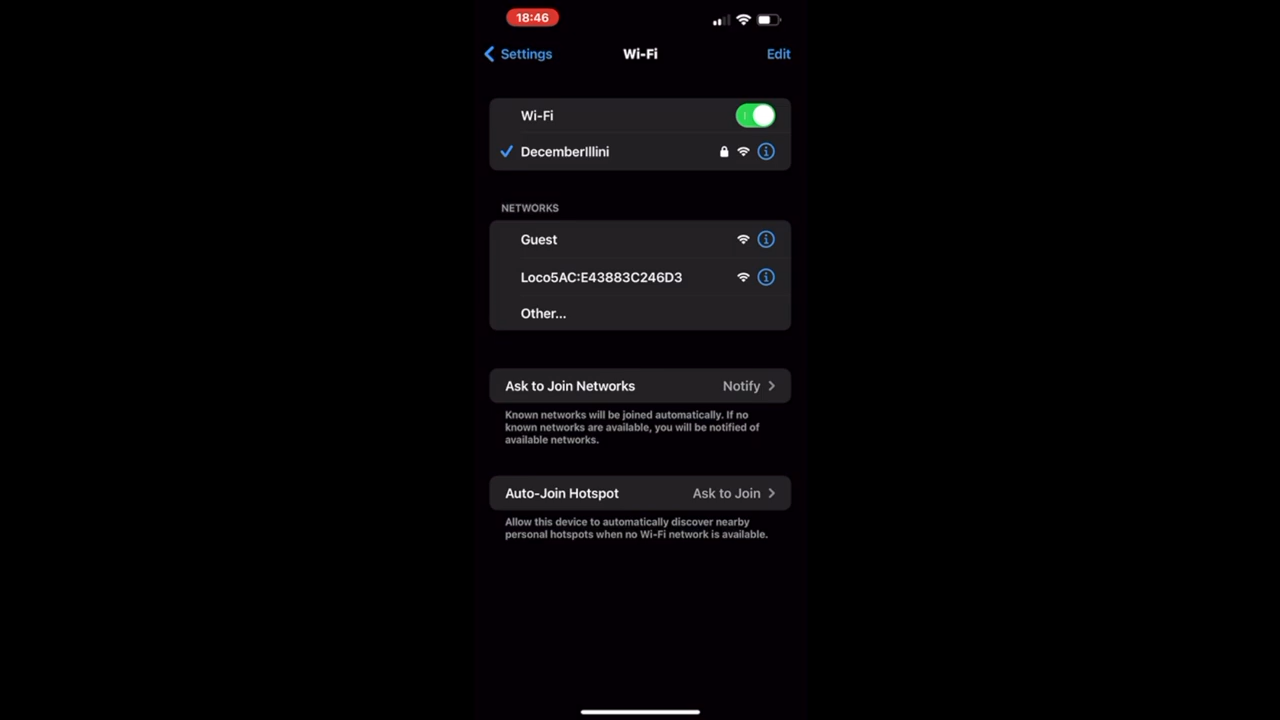 18:46
Settings
Wi-Fi
Edit
Wi-Fi
DecemberIllini
NETWORKS
Guest
Loco5AC:E43883C246D3
Other...
Ask to Join Networks Notify
Known networks will be joined automatically. If no
known networks are available, you will be notified of
available networks.
Auto-Join Hotspot Ask to Join
Allow this device to automatically discover nearby
personal hotspots when no Wi-Fi network is available.